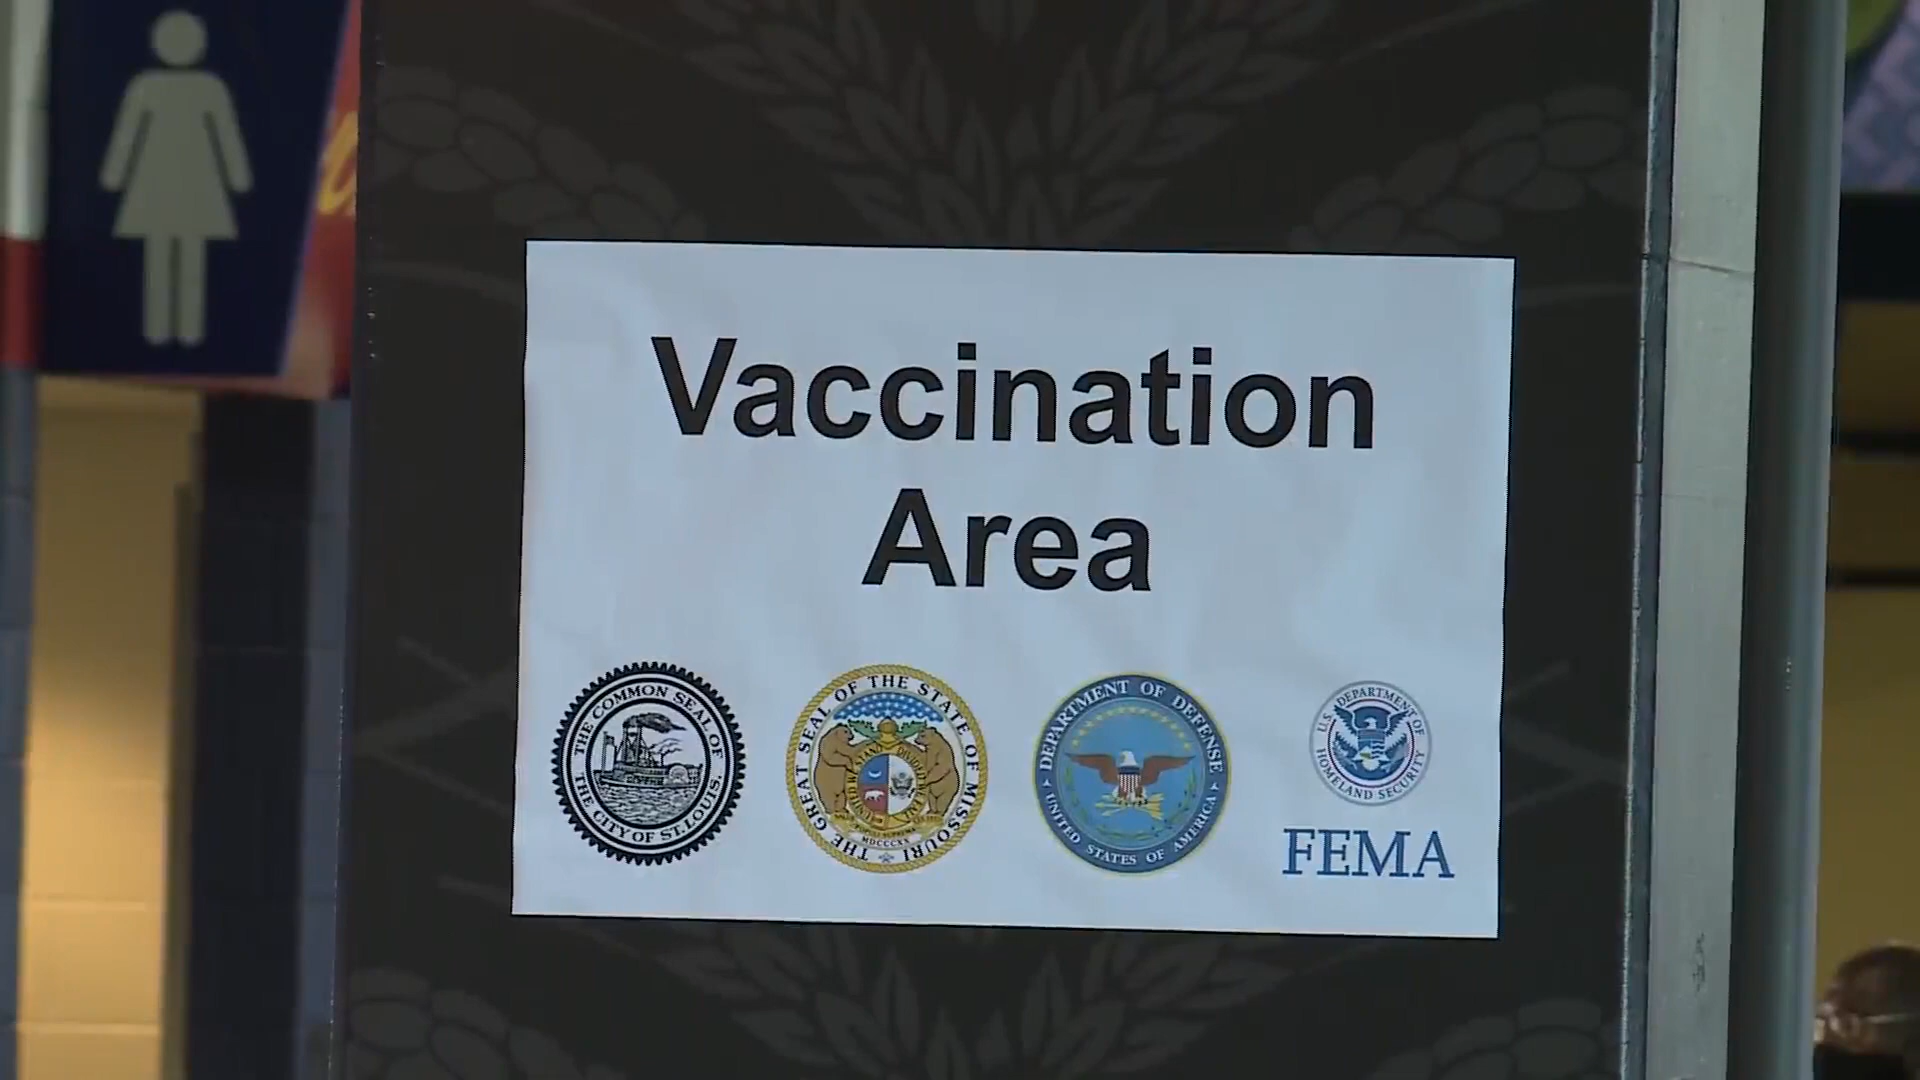 Vaccination
Area
THE COMMON SEAL OF
THE CITY OF ST. LOUIS.
THE GREAT SEAL OF THE STATE OF MISSOURI
MDCCCXX
DEPARTMENT OF DEFENSE
UNITED STATES OF AMERICA
U.S. DEPARTMENT OF
HOMELAND SECURITY
FEMA